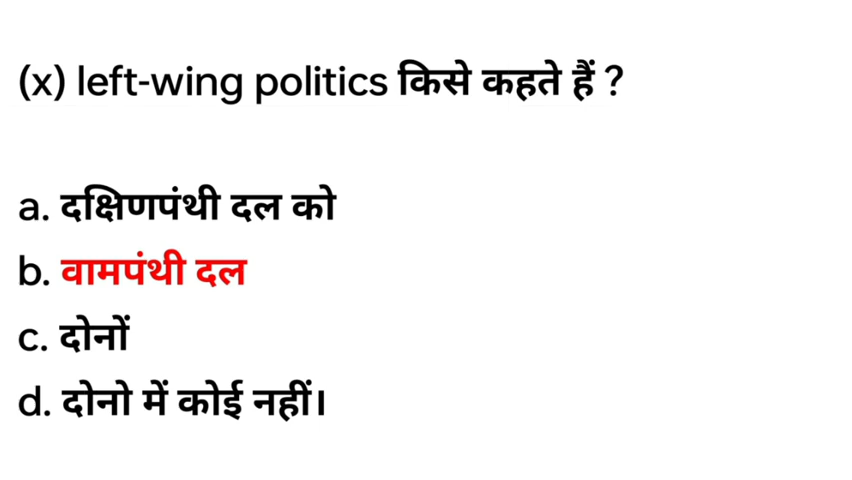 (x) left-wing politics किसे कहते हैं ?
a. दक्षिणपंथी दल को
b. वामपंथी दल
c. दोनों
d. दोनो में कोई नहीं।